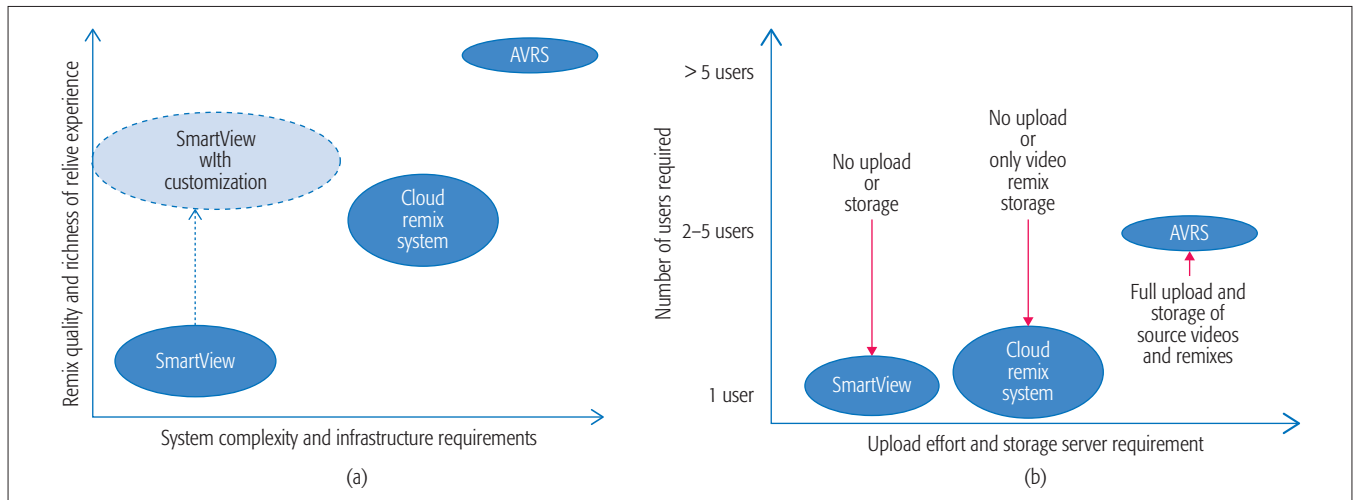 Remix quality and richness of relive experience
AVRS
SmartView
wIth
customization
Cloud
remix
system
SmartView
System complexity and infrastructure requirements
(a)
Number of users required
> 5 users
2–5 users
1 user
No upload
or
storage
No upload
or
only video
remix
storage
AVRS
Full upload and
storage of
source videos
and remixes
SmartView
Cloud
remix
system
Upload effort and storage server requirement
(b)